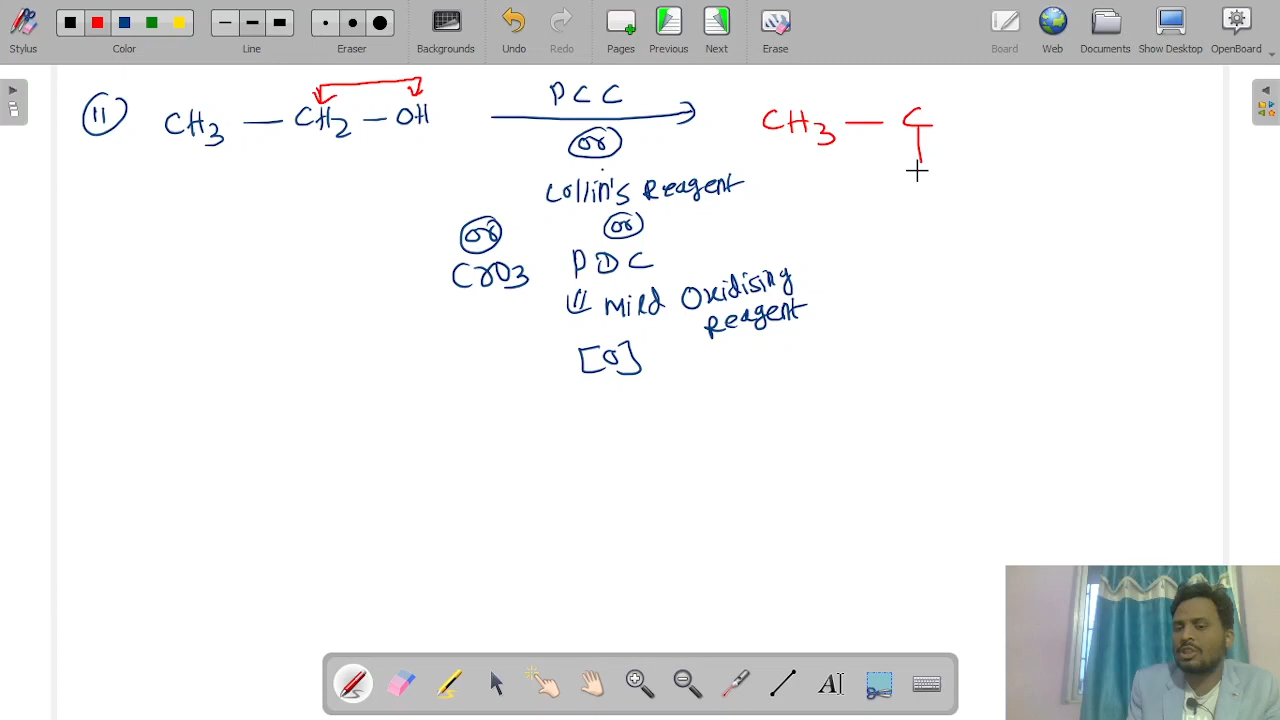 Stylus Color Line Eraser Backgrounds Undo Redo Pages Previous Next Erase Board Web Documents Show Desktop OpenBoard
(11) CH3 — CH2 — OH PCC CH3 — C
(or)
Collin's Reagent
(or) (or)
CrO3 PDC
Mild Oxidising
Reagent
[O]